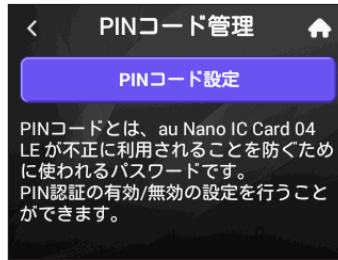 PINコード管理
PINコード設定
PINコードとは、au Nano IC Card 04
LE が不正に利用されることを防ぐため
に使われるパスワードです。
PIN認証の有効/無効の設定を行うこと
ができます。